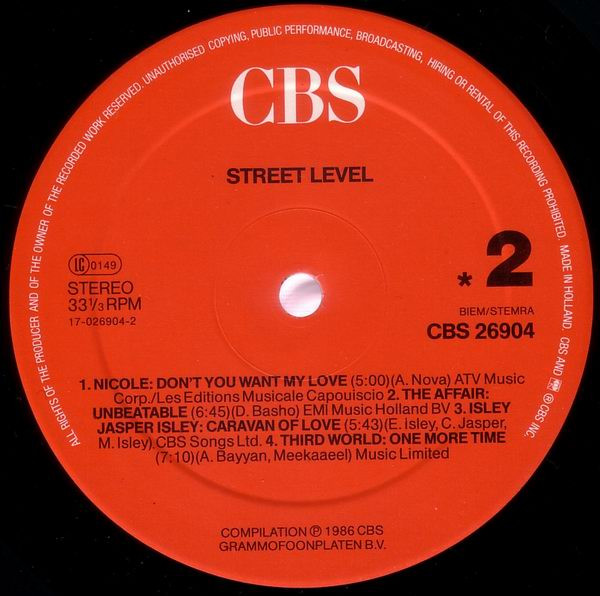 ALL RIGHTS OF THE PRODUCER AND OF THE OWNER OF THE RECORDED WORK RESERVED. UNAUTHORISED COPYING, PUBLIC PERFORMANCE, BROADCASTING, HIRING OR RENTAL OF THIS RECORDING PROHIBITED. MADE IN HOLLAND. CBS AND ® CBS INC.
CBS
STREET LEVEL
* 2
LC 0149
STEREO
33 1/3 RPM
17-026904-2
BIEM/STEMRA
CBS 26904
1. NICOLE: DON'T YOU WANT MY LOVE (5:00)(A. Nova) ATV Music
Corp./Les Editions Musicale Capouiscio 2. THE AFFAIR:
UNBEATABLE (6:45)(D. Basho) EMI Music Holland BV 3. ISLEY
JASPER ISLEY: CARAVAN OF LOVE (5:43)(E. Isley, C. Jasper,
M. Isley) CBS Songs Ltd. 4. THIRD WORLD: ONE MORE TIME
(7:10)(A. Bayyan, Meekaaeel) Music Limited
COMPILATION ℗ 1986 CBS
GRAMMOFOONPLATEN B.V.